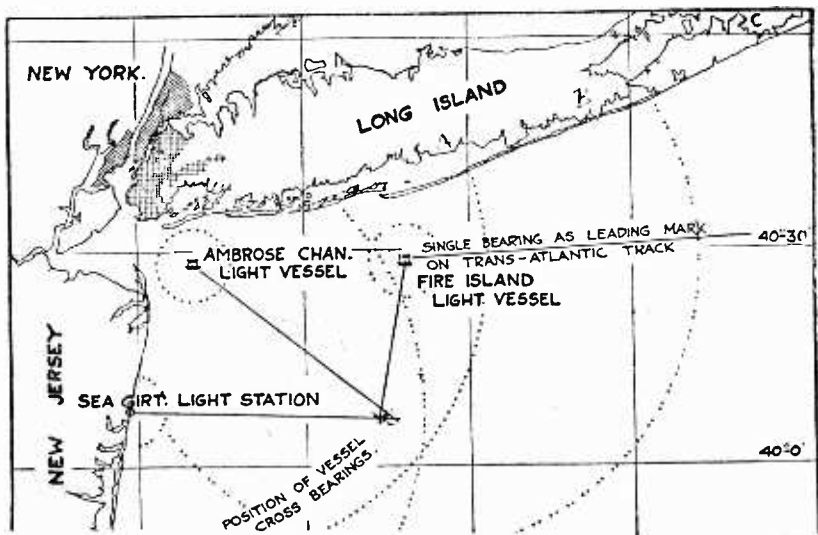 C
NEW YORK.
LONG ISLAND
SINGLE BEARING AS LEADING MARK
ON TRANS-ATLANTIC TRACK
40°30'
AMBROSE CHAN.
LIGHT VESSEL
FIRE ISLAND
LIGHT VESSEL
NEW JERSEY
SEA GIRT. LIGHT STATION
40°0'
POSITION OF VESSEL
CROSS BEARINGS.